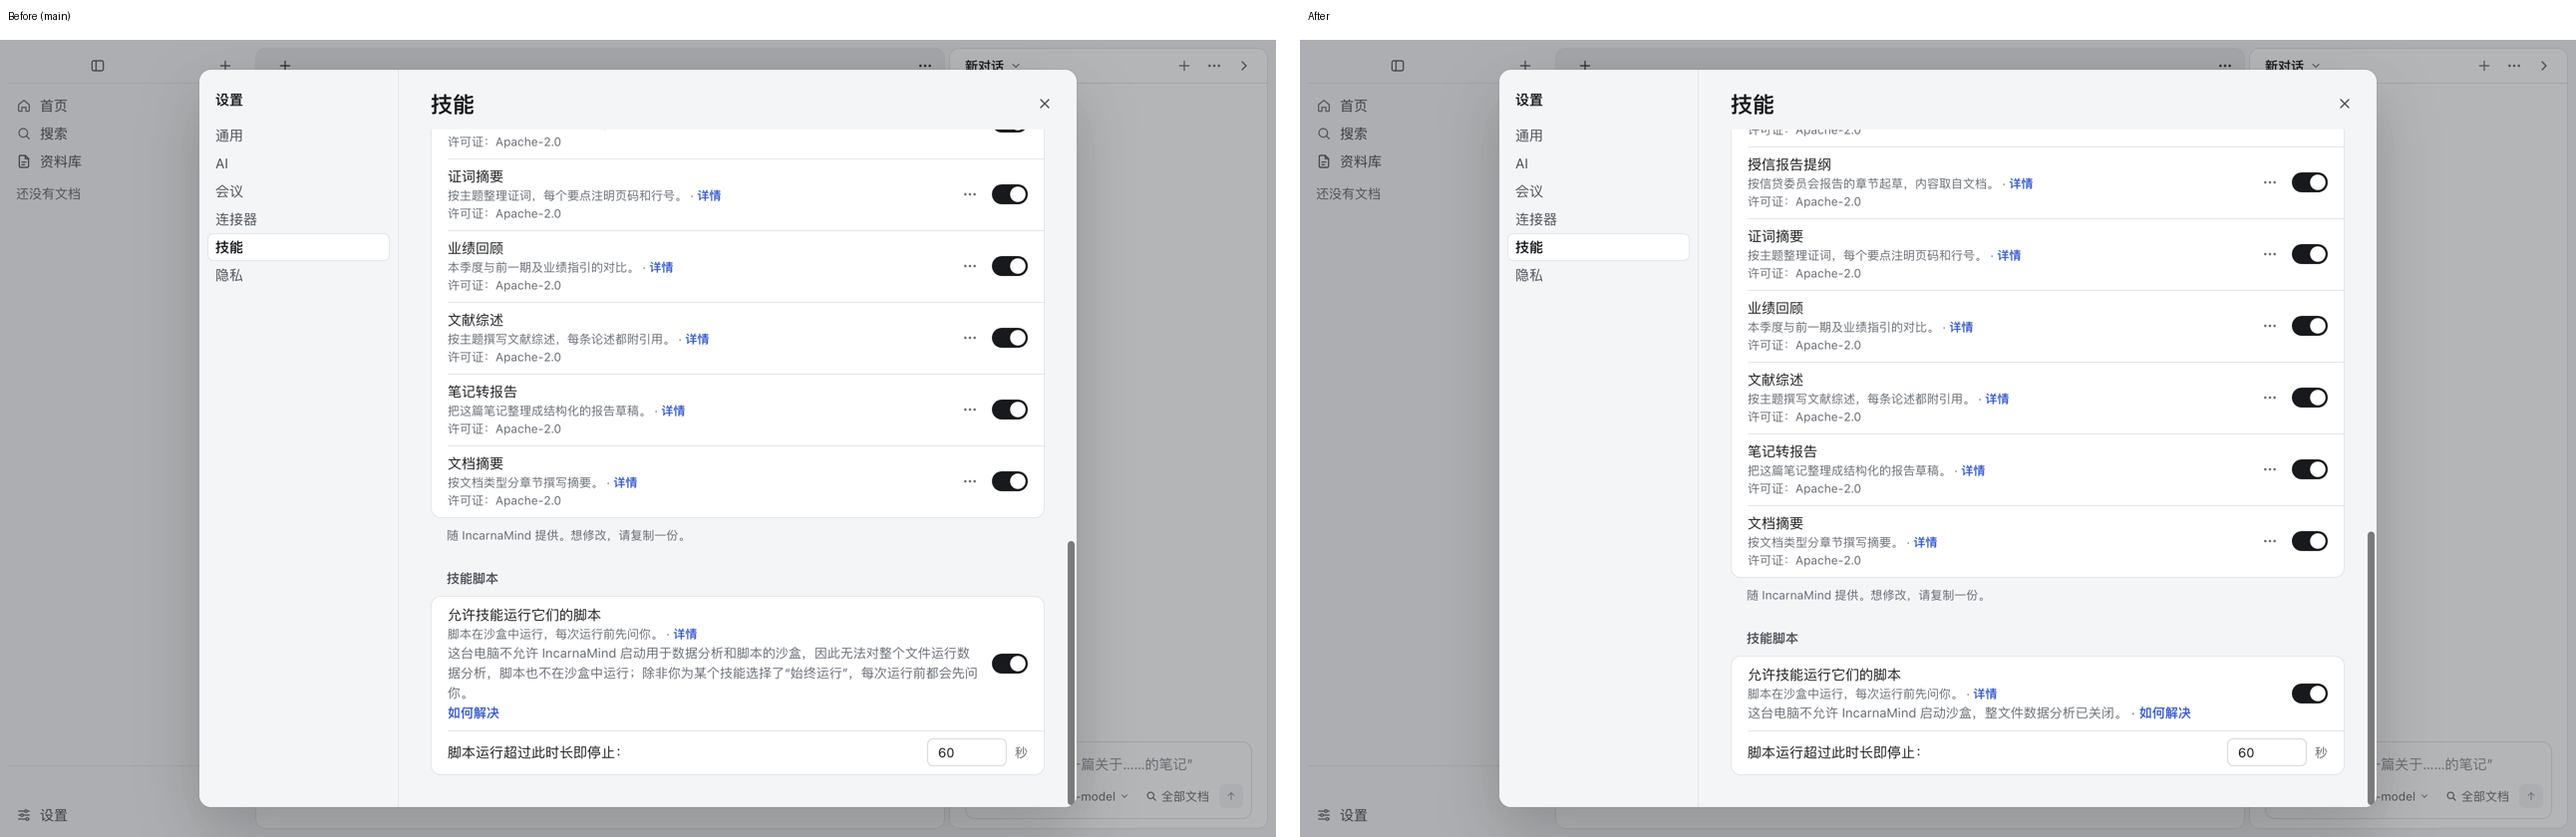 Before (main)
新对话
首页
搜索
资料库
还没有文档
设置
设置
通用
AI
会议
连接器
技能
隐私
技能
许可证：Apache-2.0
证词摘要
按主题整理证词，每个要点注明页码和行号。 · 详情
许可证：Apache-2.0
业绩回顾
本季度与前一期及业绩指引的对比。 · 详情
许可证：Apache-2.0
文献综述
按主题撰写文献综述，每条论述都附引用。 · 详情
许可证：Apache-2.0
笔记转报告
把这篇笔记整理成结构化的报告草稿。 · 详情
许可证：Apache-2.0
文档摘要
按文档类型分章节撰写摘要。 · 详情
许可证：Apache-2.0
随 IncarnaMind 提供。想修改，请复制一份。
技能脚本
允许技能运行它们的脚本
脚本在沙盒中运行，每次运行前先问你。 · 详情
这台电脑不允许 IncarnaMind 启动用于数据分析和脚本的沙盒，因此无法对整个文件运行数
据分析，脚本也不在沙盒中运行；除非你为某个技能选择了“始终运行”，每次运行前都会先问
你。
如何解决
脚本运行超过此时长即停止：
60 秒
篇关于……的笔记”
-model
全部文档
After
新对话
首页
搜索
资料库
还没有文档
设置
设置
通用
AI
会议
连接器
技能
隐私
技能
许可证：Apache-2.0
授信报告提纲
按信贷委员会报告的章节起草，内容取自文档。 · 详情
许可证：Apache-2.0
证词摘要
按主题整理证词，每个要点注明页码和行号。 · 详情
许可证：Apache-2.0
业绩回顾
本季度与前一期及业绩指引的对比。 · 详情
许可证：Apache-2.0
文献综述
按主题撰写文献综述，每条论述都附引用。 · 详情
许可证：Apache-2.0
笔记转报告
把这篇笔记整理成结构化的报告草稿。 · 详情
许可证：Apache-2.0
文档摘要
按文档类型分章节撰写摘要。 · 详情
许可证：Apache-2.0
随 IncarnaMind 提供。想修改，请复制一份。
技能脚本
允许技能运行它们的脚本
脚本在沙盒中运行，每次运行前先问你。 · 详情
这台电脑不允许 IncarnaMind 启动沙盒，整文件数据分析已关闭。 · 如何解决
脚本运行超过此时长即停止：
60 秒
篇关于……的笔记”
-model
全部文档